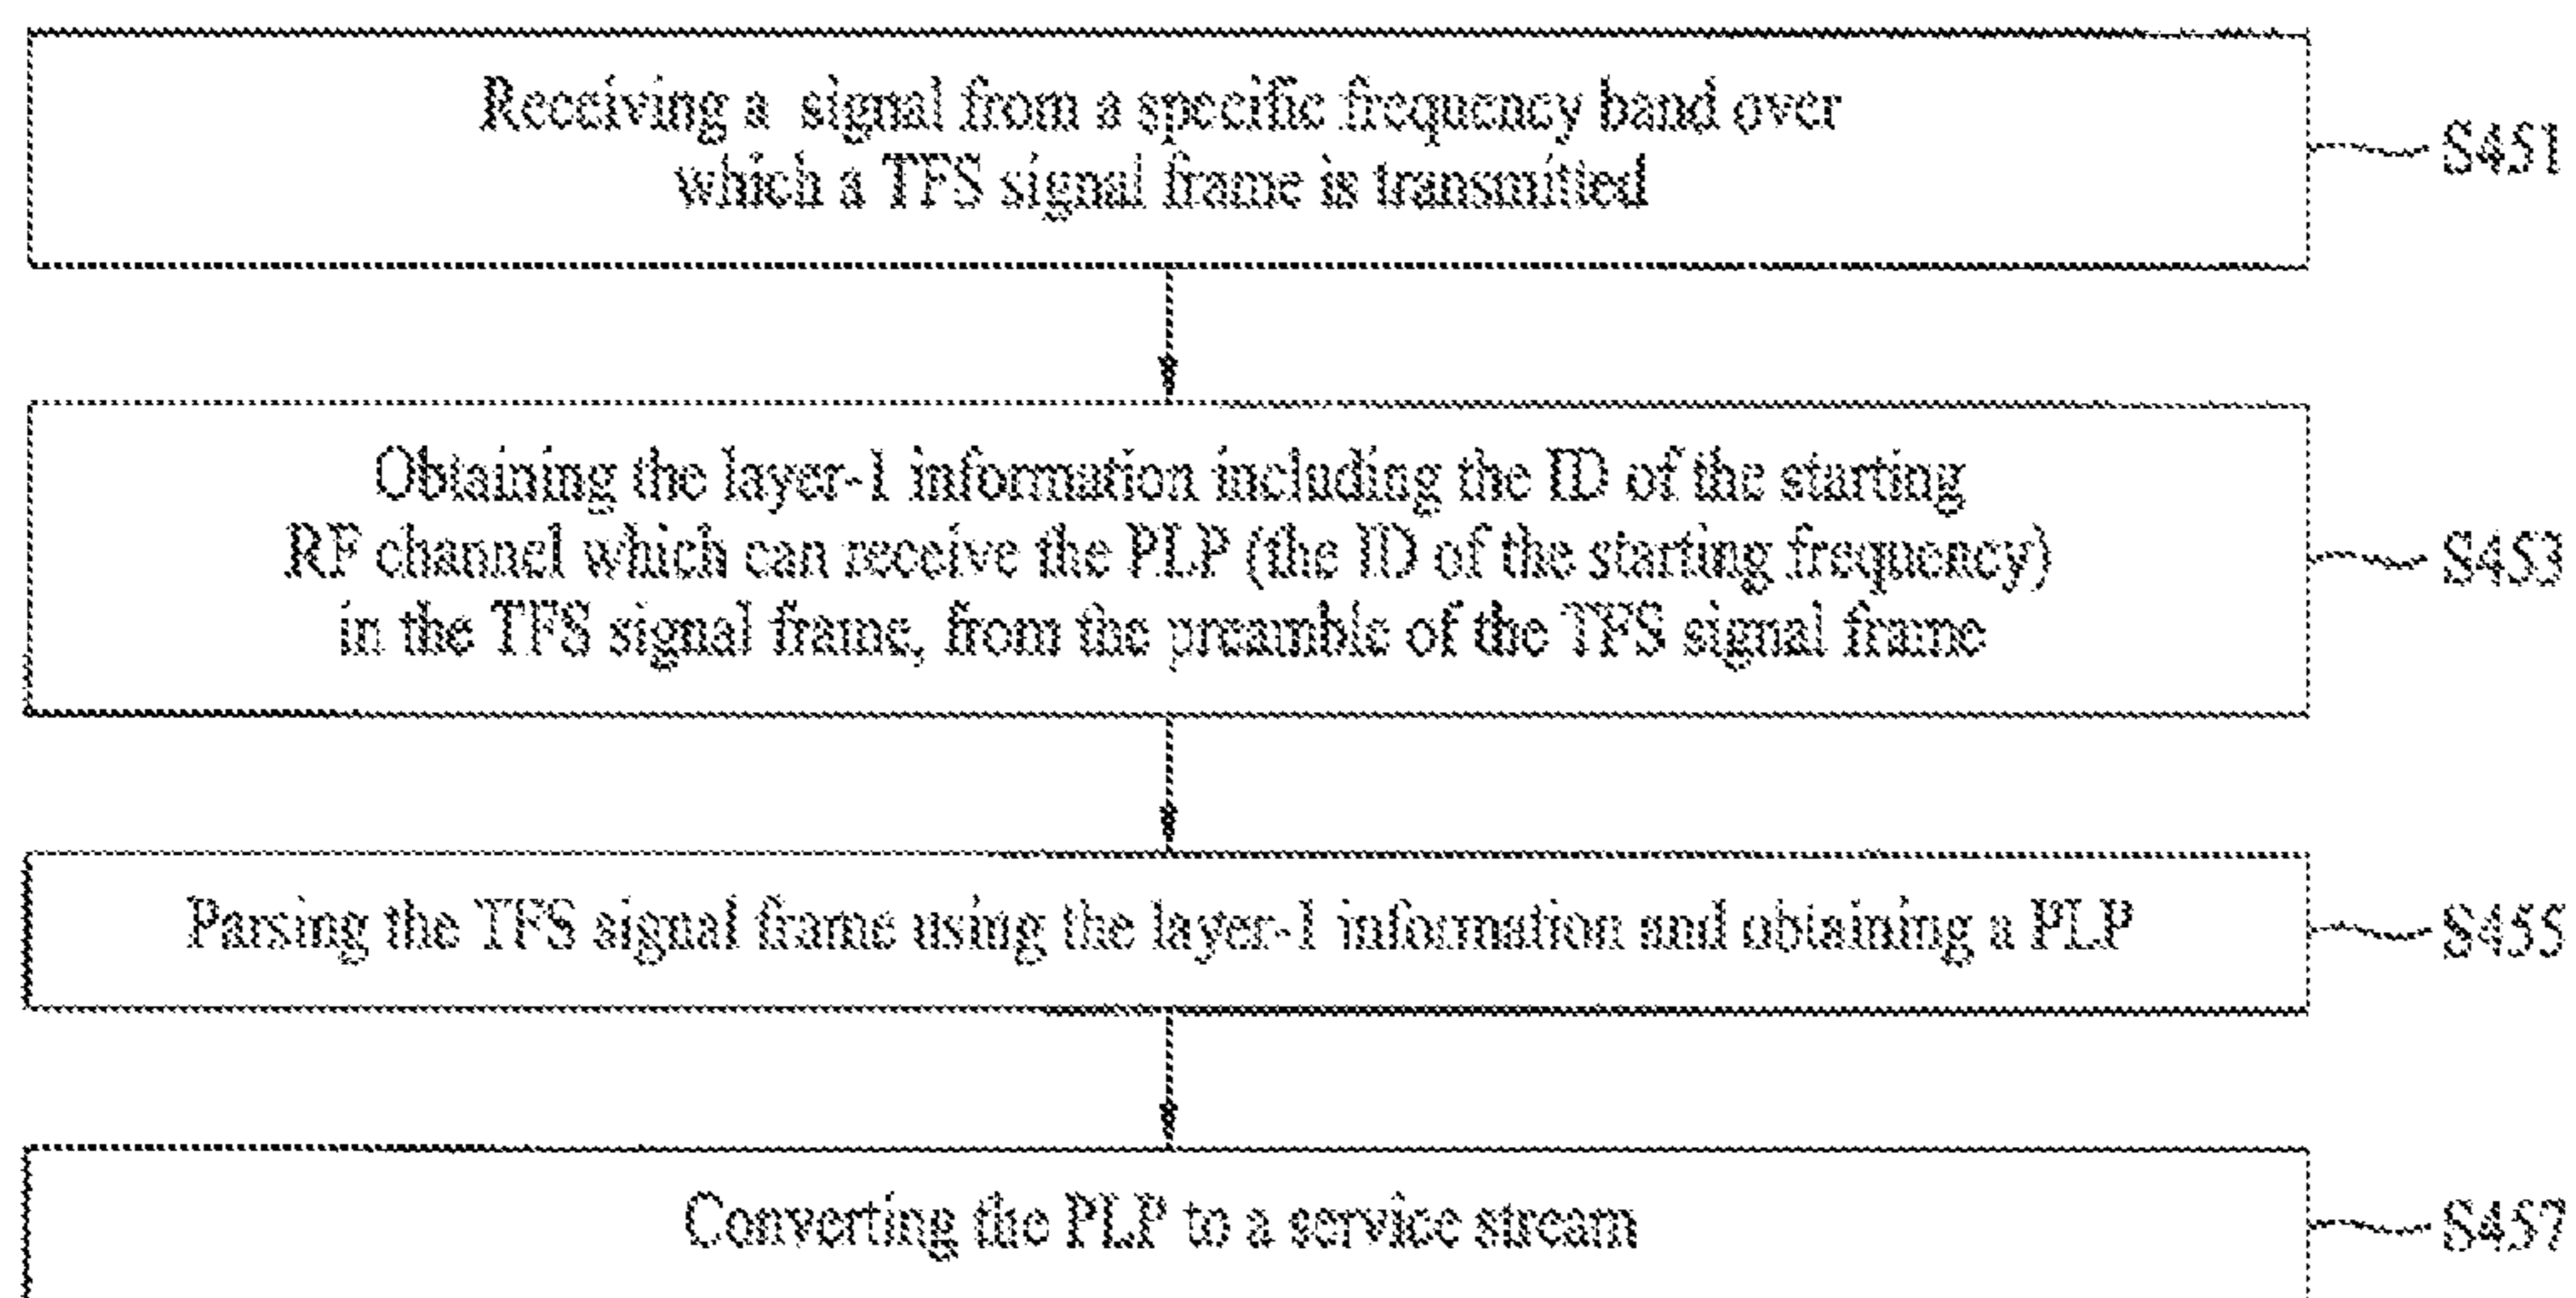 Receiving a signal from a specific frequency band over
which a TFS signal frame is transmitted
S451
Obtaining the layer-1 information including the ID of the starting
RF channel which can receive the PLP (the ID of the starting frequency)
in the TFS signal frame, from the preamble of the TFS signal frame
S453
Parsing the TFS signal frame using the layer-1 information and obtaining a PLP
S455
Converting the PLP to a service stream
S457